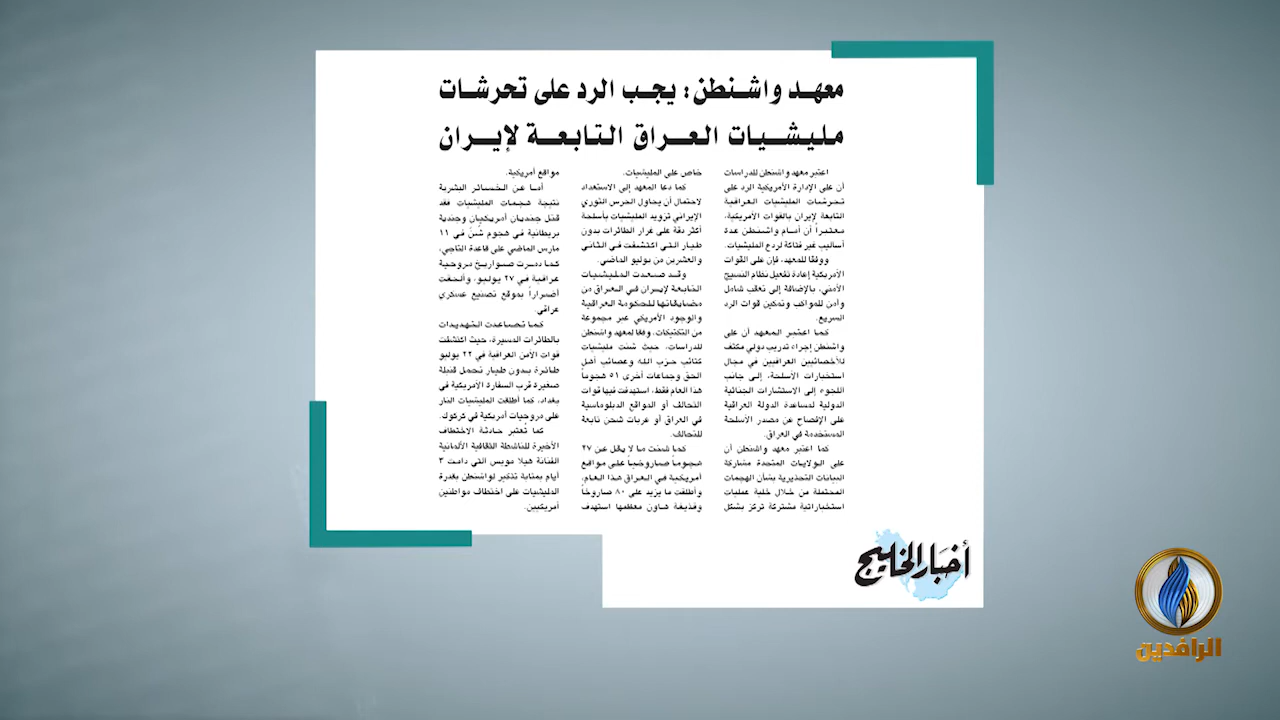 معهد واشنطن: يجب الرد على تحرشات
مليشيات العراق التابعة لإيران
اعتبر معهد واشنطن للدراسات
أن على الإدارة الأمريكية الرد على
تحرشات المليشيات العراقية
التابعة لإيران بالقوات الأمريكية،
معتبراً أن أمام واشنطن عدة
أساليب غير فتاكة لردع المليشيات.
ووفقا للمعهد، فإن على القوات
الأمريكية إعادة تفعيل نظام النسيج
الأمني، بالإضافة إلى تعقب شامل
وآمن للمواكب وتمكين قوات الرد
السريع.
كما اعتبر المعهد أن على
واشنطن إجراء تدريب دولي مكثف
للأخصائيين العراقيين في مجال
استخبارات الأسلحة، إلى جانب
اللجوء إلى الاستشارات الجنائية
الدولية لمساعدة الدولة العراقية
على الإفصاح عن مصدر الأسلحة
المستخدمة في العراق.
كما اعتبر معهد واشنطن أن
على الولايات المتحدة مشاركة
البيانات التحذيرية بشأن الهجمات
المحتملة من خلال خلية عمليات
استخباراتية مشتركة تركز بشكل
خاص على المليشيات.
كما دعا المعهد إلى الاستعداد
لاحتمال أن يحاول الحرس الثوري
الإيراني تزويد المليشيات بأسلحة
أكثر دقة على غرار الطائرات بدون
طيار التي اكتشفت في الثاني
والعشرين من يوليو الماضي.
وقد صعدت المليشيات
التابعة لإيران في العراق من
مضايقاتها للحكومة العراقية
والوجود الأمريكي عبر مجموعة
من التكتيكات، وفقا لمعهد واشنطن
للدراسات، حيث شنت مليشيات
كتائب حزب الله وعصائب أهل
الحق وجماعات أخرى ٥١ هجوماً
هذا العام فقط، استهدفت فيها قوات
التحالف أو المواقع الدبلوماسية
في العراق أو عربات شحن تابعة
للتحالف.
كما شنت ما لا يقل عن ٢٧
هجوماً صاروخياً على مواقع
أمريكية في العراق هذا العام،
وأطلقت ما يزيد على ٨٠ صاروخاً
وقذيفة هاون معظمها استهدف
مواقع أمريكية.
أما عن الخسائر البشرية
نتيجة هجمات المليشيات فقد
قتل جنديان أمريكيان وجندية
بريطانية في هجوم شُنّ في ١١
مارس الماضي على قاعدة التاجي،
كما دمرت صواريخ مروحية
عراقية في ٢٧ يوليو، وألحقت
أضراراً بموقع تصنيع عسكري
عراقي.
كما تصاعدت التهديدات
بالطائرات المسيرة، حيث اكتشفت
قوات الأمن العراقية في ٢٢ يوليو
طائرة بدون طيار تحمل قنبلة
صغيرة قرب السفارة الأمريكية في
بغداد، كما أطلقت المليشيات النار
على مروحيات أمريكية في كركوك.
كما تُعتبر حادثة الاختطاف
الأخيرة للناشطة الثقافية الألمانية
الفنانة هيلا مويس التي دامت ٣
أيام بمثابة تذكير لواشنطن بقدرة
المليشيات على اختطاف مواطنين
أمريكيين.
أخبار الخليج
الرافدين